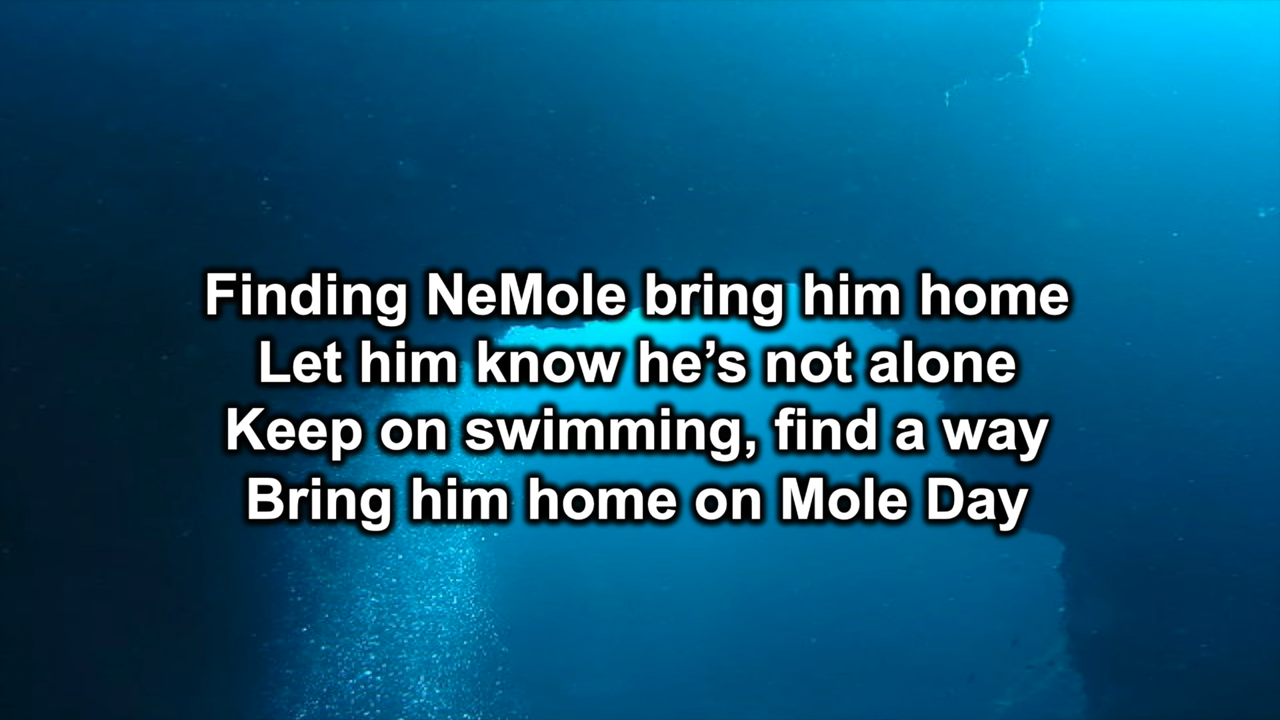 Finding NeMole bring him home
Let him know he’s not alone
Keep on swimming, find a way
Bring him home on Mole Day